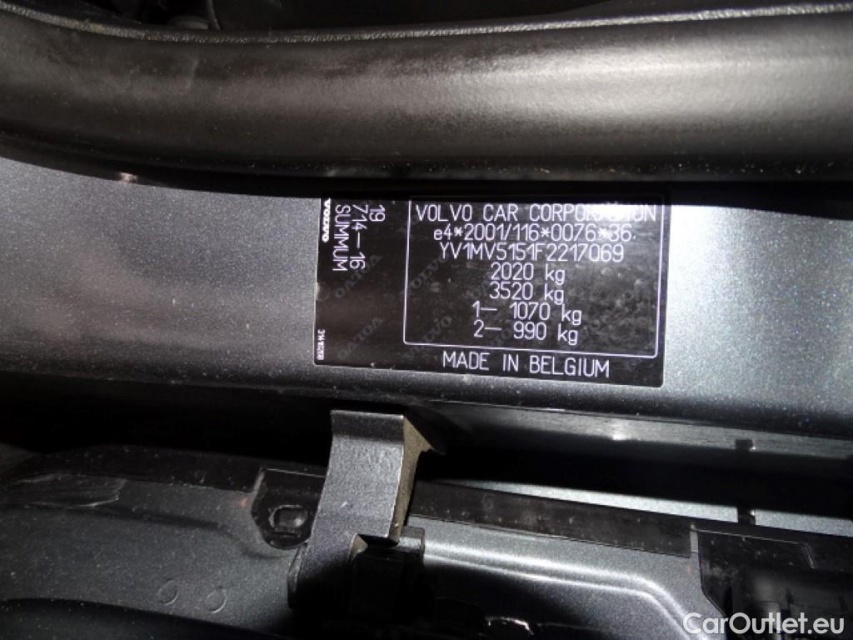 VOLVO CAR CORPORATION
e4*2001/116*0076*36.
YV1MV5151F2217069
2020 kg
3520 kg
1– 1070 kg
2– 990 kg
MADE IN BELGIUM
VOLVO
19
714–16
SUMMUM
CarOutlet.eu